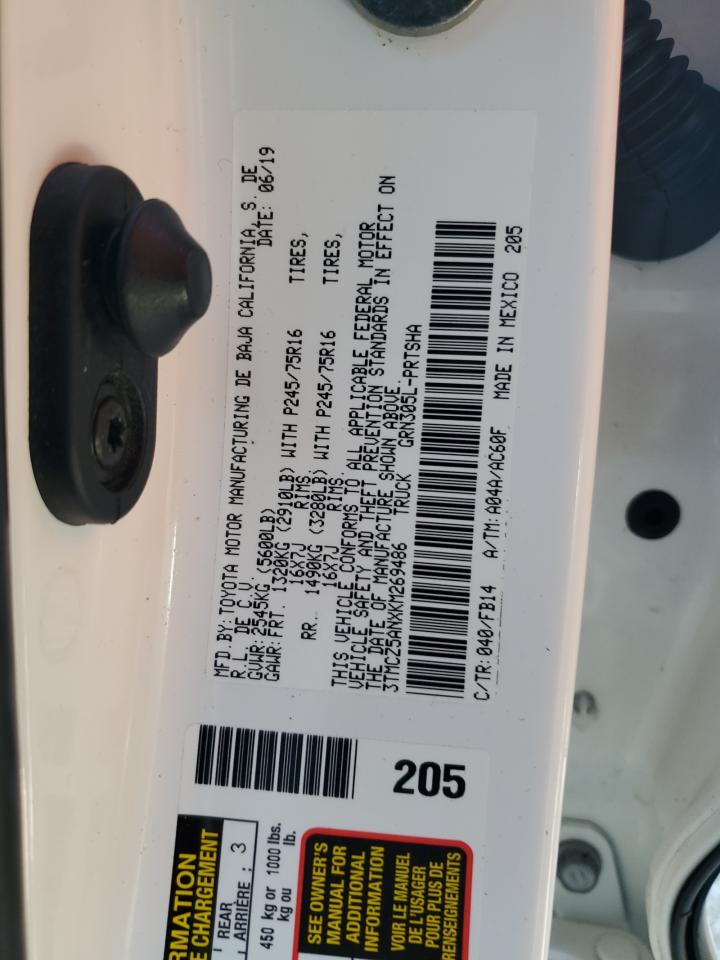 MFD.BY:TOYOTA MOTOR MANUFACTURING DE BAJA CALIFORNIA, S. DE
R.L. DE C.V. DATE: 06/19
GVWR:2545KG (5600LB)
GAWR:FRT. 1320KG (2910LB) WITH P245/75R16 TIRES,
16X7J RIMS
RR. 1490KG (3280LB) WITH P245/75R16 TIRES,
16X7J RIMS
THIS VEHICLE CONFORMS TO ALL APPLICABLE FEDERAL MOTOR
VEHICLE SAFETY AND THEFT PREVENTION STANDARDS IN EFFECT ON
THE DATE OF MANUFACTURE SHOWN ABOVE.
3TMCZ5ANXKM269486 TRUCK GRN305L-PRTSHA
C/TR:040/FB14 A/TM:A04A/AC60F MADE IN MEXICO 205
205
RMATION
E CHARGEMENT
REAR
ARRIÈRE : 3
450 kg or 1000 lbs.
kg ou lb.
SEE OWNER'S
MANUAL FOR
ADDITIONAL
INFORMATION
VOIR LE MANUEL
DE L'USAGER
POUR PLUS DE
RENSEIGNEMENTS